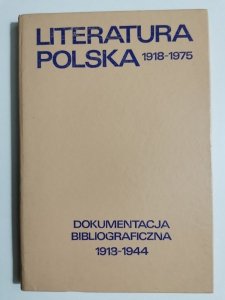 LITERATURA
POLSKA 1918-1975
DOKUMENTACJA
BIBLIOGRAFICZNA
1918-1944